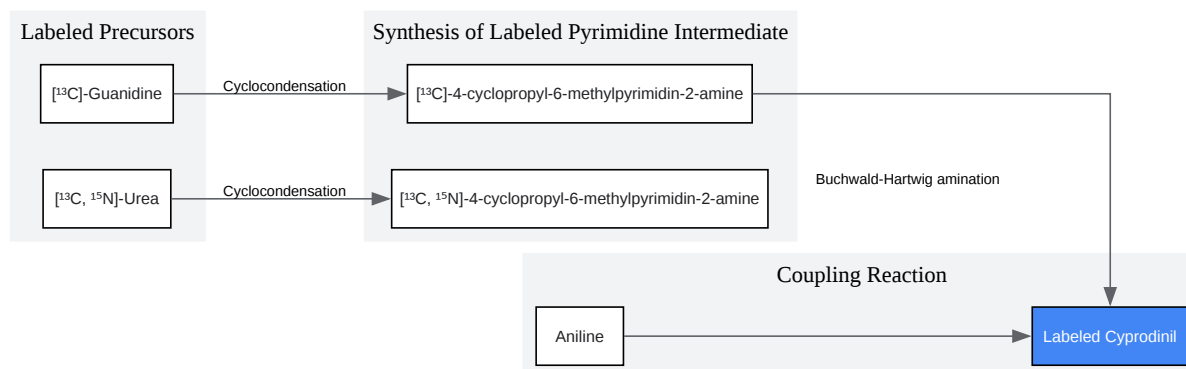 Labeled Precursors
Synthesis of Labeled Pyrimidine Intermediate
[¹³C]-Guanidine
Cyclocondensation
[¹³C]-4-cyclopropyl-6-methylpyrimidin-2-amine
[¹³C, ¹⁵N]-Urea
Cyclocondensation
[¹³C, ¹⁵N]-4-cyclopropyl-6-methylpyrimidin-2-amine
Buchwald-Hartwig amination
Coupling Reaction
Aniline
Labeled Cyprodinil